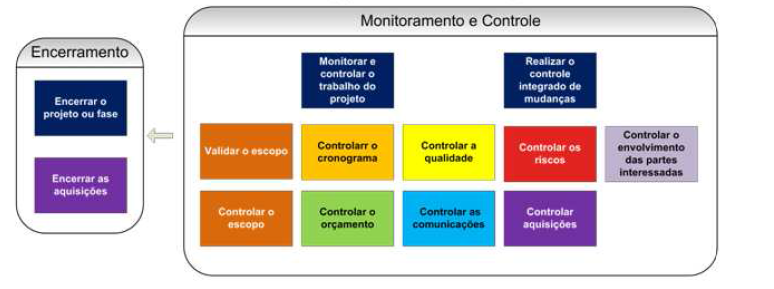 Monitoramento e Controle
Encerramento
Encerrar o
projeto ou fase
Encerrar as
aquisições
Monitorar e
controlar o
trabalho do
projeto
Realizar o
controle
integrado de
mudanças
Validar o escopo
Controlarr o
cronograma
Controlar a
qualidade
Controlar os
riscos
Controlar o
envolvimento
das partes
interessadas
Controlar o
escopo
Controlar o
orçamento
Controlar as
comunicações
Controlar
aquisições